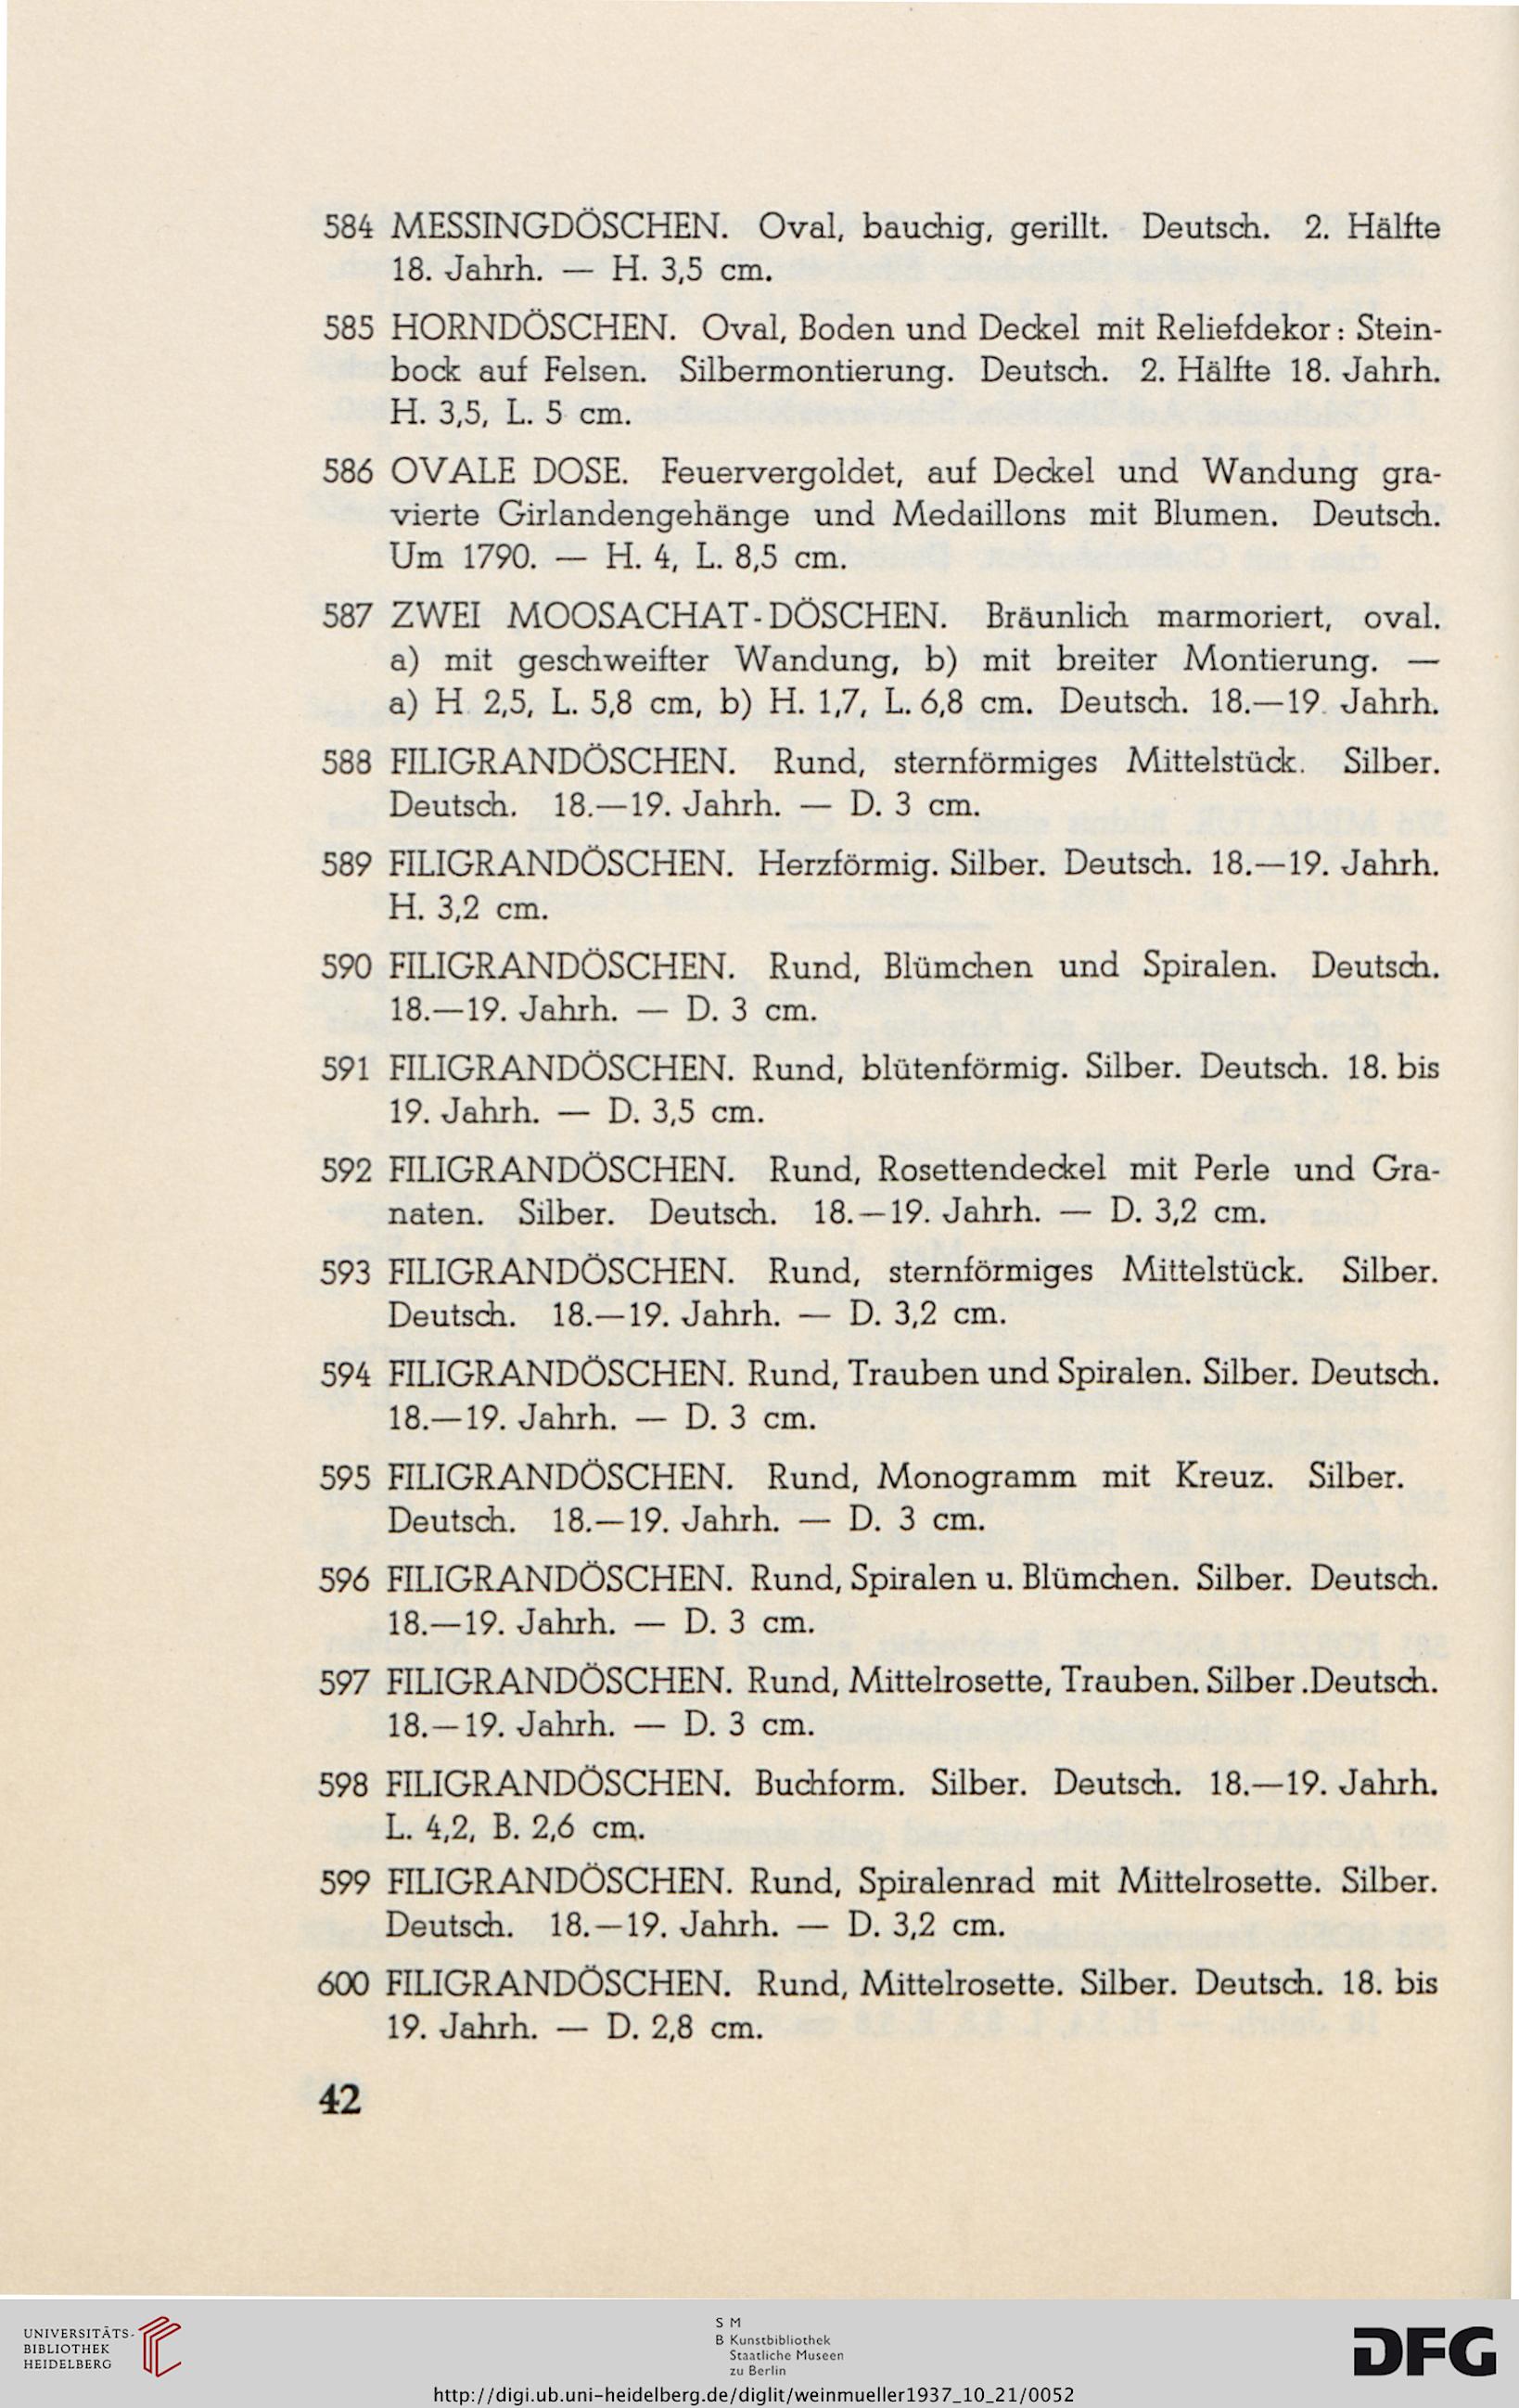 584 MESSINGDÖSCHEN. Oval, bauchig, gerillt. Deutsch. 2. Hälfte
18. Jahrh. — H. 3,5 cm.
585 HORNDÖSCHEN. Oval, Boden und Deckel mit Reliefdekor: Stein-
bock auf Felsen. Silbermontierung. Deutsch. 2. Hälfte 18. Jahrh.
H. 3,5, L. 5 cm.
586 OVALE DOSE. Feuervergoldet, auf Deckel und Wandung gra-
vierte Girlandengehänge und Medaillons mit Blumen. Deutsch.
Um 1790. — H. 4, L. 8,5 cm.
587 ZWEI MOOSACHAT-DÖSCHEN. Bräunlich marmoriert, oval.
a) mit geschweifter Wandung, b) mit breiter Montierung. —
a) H. 2,5, L. 5,8 cm, b) H. 1,7, L. 6,8 cm. Deutsch. 18.—19. Jahrh.
588 FILIGRANDÖSCHEN. Rund, sternförmiges Mittelstück. Silber.
Deutsch. 18.—19. Jahrh. — D. 3 cm.
589 FILIGRANDÖSCHEN. Herzförmig. Silber. Deutsch. 18.—19. Jahrh.
H. 3,2 cm.
590 FILIGRANDÖSCHEN. Rund, Blümchen und Spiralen. Deutsch.
18.—19. Jahrh. — D. 3 cm.
591 FILIGRANDÖSCHEN. Rund, blütenförmig. Silber. Deutsch. 18. bis
19. Jahrh. — D. 3,5 cm.
592 FILIGRANDÖSCHEN. Rund, Rosettendeckel mit Perle und Gra-
naten. Silber. Deutsch. 18.—19. Jahrh. — D. 3,2 cm.
593 FILIGRANDÖSCHEN. Rund, sternförmiges Mittelstück. Silber.
Deutsch. 18.—19. Jahrh. — D. 3,2 cm.
594 FILIGRANDÖSCHEN. Rund, Trauben und Spiralen. Silber. Deutsch.
18.—19. Jahrh. — D. 3 cm.
595 FILIGRANDÖSCHEN. Rund, Monogramm mit Kreuz. Silber.
Deutsch. 18.—19. Jahrh. — D. 3 cm.
596 FILIGRANDÖSCHEN. Rund, Spiralen u. Blümchen. Silber. Deutsch.
18.—19. Jahrh. — D. 3 cm.
597 FILIGRANDÖSCHEN. Rund, Mittelrosette, Trauben. Silber .Deutsch.
18.—19. Jahrh. — D. 3 cm.
598 FILIGRANDÖSCHEN. Buchform. Silber. Deutsch. 18.—19. Jahrh.
L. 4,2, B. 2,6 cm.
599 FILIGRANDÖSCHEN. Rund, Spiralenrad mit Mittelrosette. Silber.
Deutsch. 18.—19. Jahrh. — D. 3,2 cm.
600 FILIGRANDÖSCHEN. Rund, Mittelrosette. Silber. Deutsch. 18. bis
19. Jahrh. — D. 2,8 cm.
42
UNIVERSITÄTS-
BIBLIOTHEK
HEIDELBERG
S M
B Kunstbibliothek
Staatliche Museen
zu Berlin
DFG
http://digi.ub.uni-heidelberg.de/diglit/weinmueller1937_10_21/0052